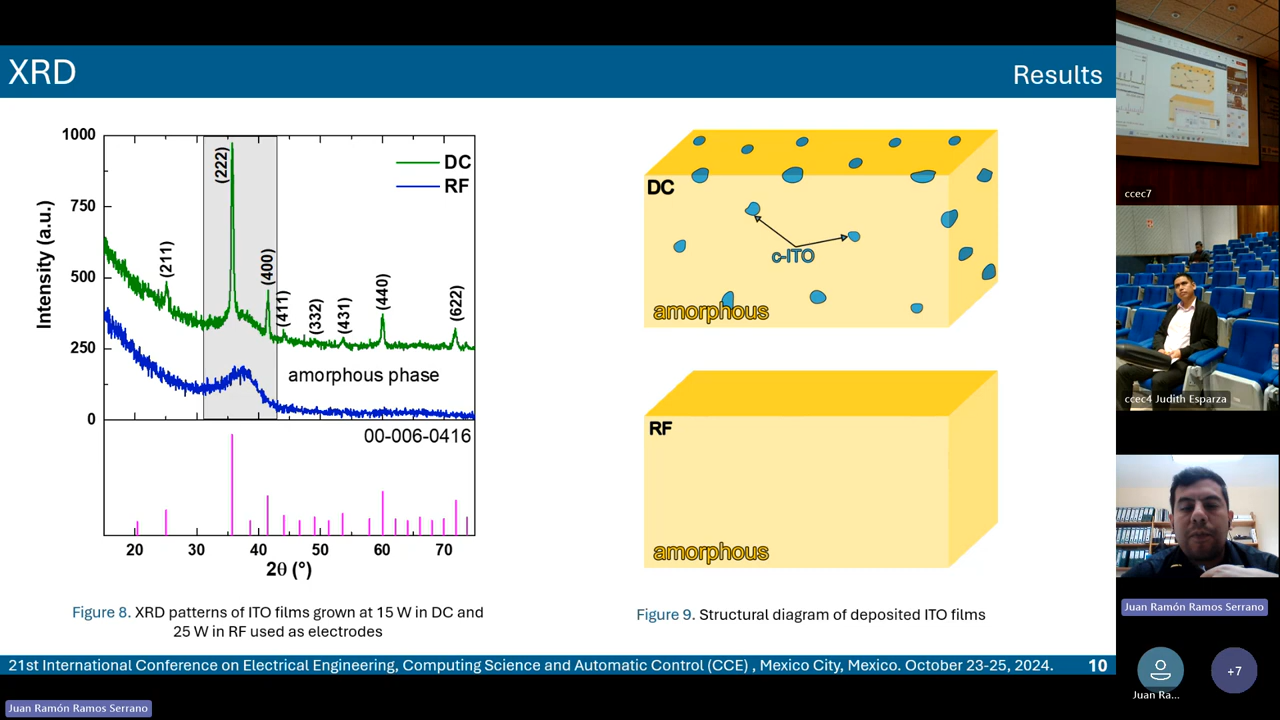 XRD
Results
1000
750
500
250
0
Intensity (a.u.)
(211)
(222)
(400)
(411)
(332)
(431)
(440)
(622)
DC
RF
amorphous phase
00-006-0416
20 30 40 50 60 70
2θ (°)
Figure 8. XRD patterns of ITO films grown at 15 W in DC and
25 W in RF used as electrodes
DC
c-ITO
amorphous
RF
amorphous
Figure 9. Structural diagram of deposited ITO films
21st International Conference on Electrical Engineering, Computing Science and Automatic Control (CCE) , Mexico City, Mexico. October 23-25, 2024.
10
Juan Ramón Ramos Serrano
ccec7
ccec4 Judith Esparza
Juan Ramón Ramos Serrano
Juan Ra...
+7